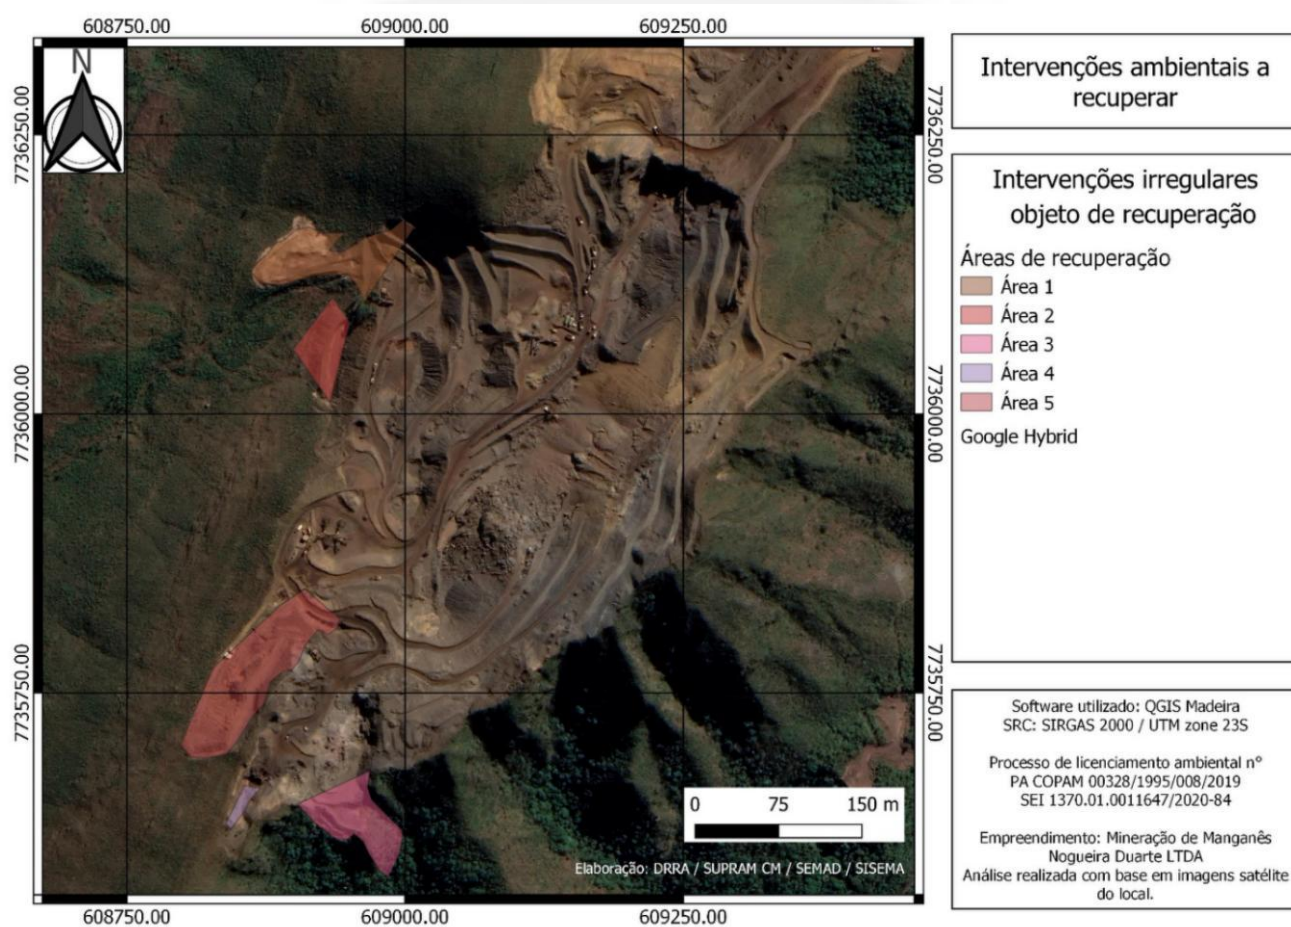 608750.00
609000.00
609250.00
N
7736250.00
7736000.00
7735750.00
7736250.00
7736000.00
7735750.00
0 75 150 m
Elaboração: DRRA / SUPRAM CM / SEMAD / SISEMA
608750.00
609000.00
609250.00
Intervenções ambientais a
recuperar
Intervenções irregulares
objeto de recuperação
Áreas de recuperação
Área 1
Área 2
Área 3
Área 4
Área 5
Google Hybrid
Software utilizado: QGIS Madeira
SRC: SIRGAS 2000 / UTM zone 23S
Processo de licenciamento ambiental n°
PA COPAM 00328/1995/008/2019
SEI 1370.01.0011647/2020-84
Empreendimento: Mineração de Manganês
Nogueira Duarte LTDA
Análise realizada com base em imagens satélite
do local.